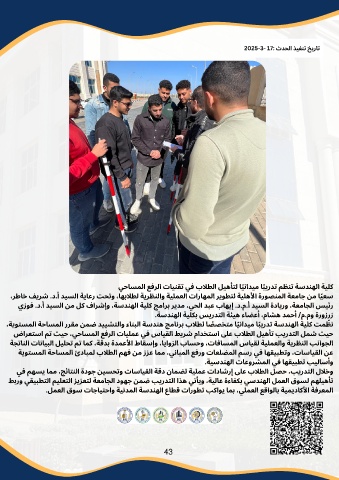 تاريخ تنفيذ الحدث :17 -3-2025
كلية الهندسة تنظم تدريبًا ميدانيًا لتأهيل الطلاب في تقنيات الرفع المساحي
سعيًا من جامعة المنصورة الأهلية لتطوير المهارات العملية والنظرية لطلابها، وتحت رعاية السيد أ.د. شريف خاطر،
رئيس الجامعة، وريادة السيد أ.م.د. إيهاب عبد الحي، مدير برامج كلية الهندسة، وإشراف كل من السيد أ.د. فوزي
زرزورة وم.م/ أحمد هشام، أعضاء هيئة التدريس بكلية الهندسة.
نظمت كلية الهندسة تدريبًا ميدانيًا متخصصًا لطلاب برنامج هندسة البناء والتشييد ضمن مقرر المساحة المستوية،
حيث شمل التدريب تأهيل الطلاب على استخدام شريط القياس في عمليات الرفع المساحي، حيث تم استعراض
الجوانب النظرية والعملية لقياس المسافات، وحساب الزوايا، وإسقاط الأعمدة بدقة، كما تم تحليل البيانات الناتجة
عن القياسات، وتطبيقها في رسم المضلعات ورفع المباني، مما عزز من فهم الطلاب لمبادئ المساحة المستوية
وأساليب تطبيقها في المشروعات الهندسية.
وخلال التدريب، حصل الطلاب على إرشادات عملية لضمان دقة القياسات وتحسين جودة النتائج، مما يسهم في
تأهيلهم لسوق العمل الهندسي بكفاءة عالية. ويأتي هذا التدريب ضمن جهود الجامعة لتعزيز التعليم التطبيقي وربط
المعرفة الأكاديمية بالواقع العملي، بما يواكب تطورات قطاع الهندسة المدنية واحتياجات سوق العمل.
43